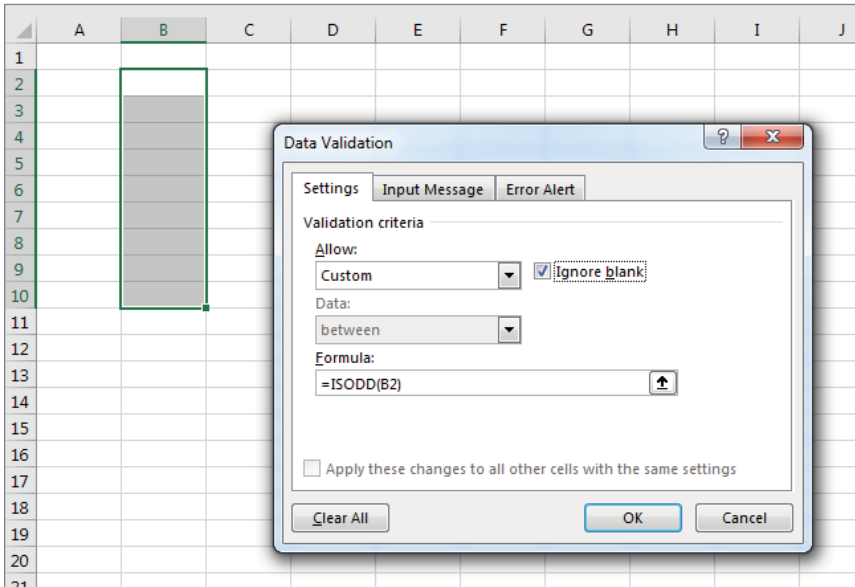 A B C D E F G H I J
1
2
3
4
5
6
7
8
9
10
11
12
13
14
15
16
17
18
19
20
21
Data Validation
Settings Input Message Error Alert
Validation criteria
Allow:
Custom Ignore blank
Data:
between
Formula:
=ISODD(B2)
Apply these changes to all other cells with the same settings
Clear All OK Cancel